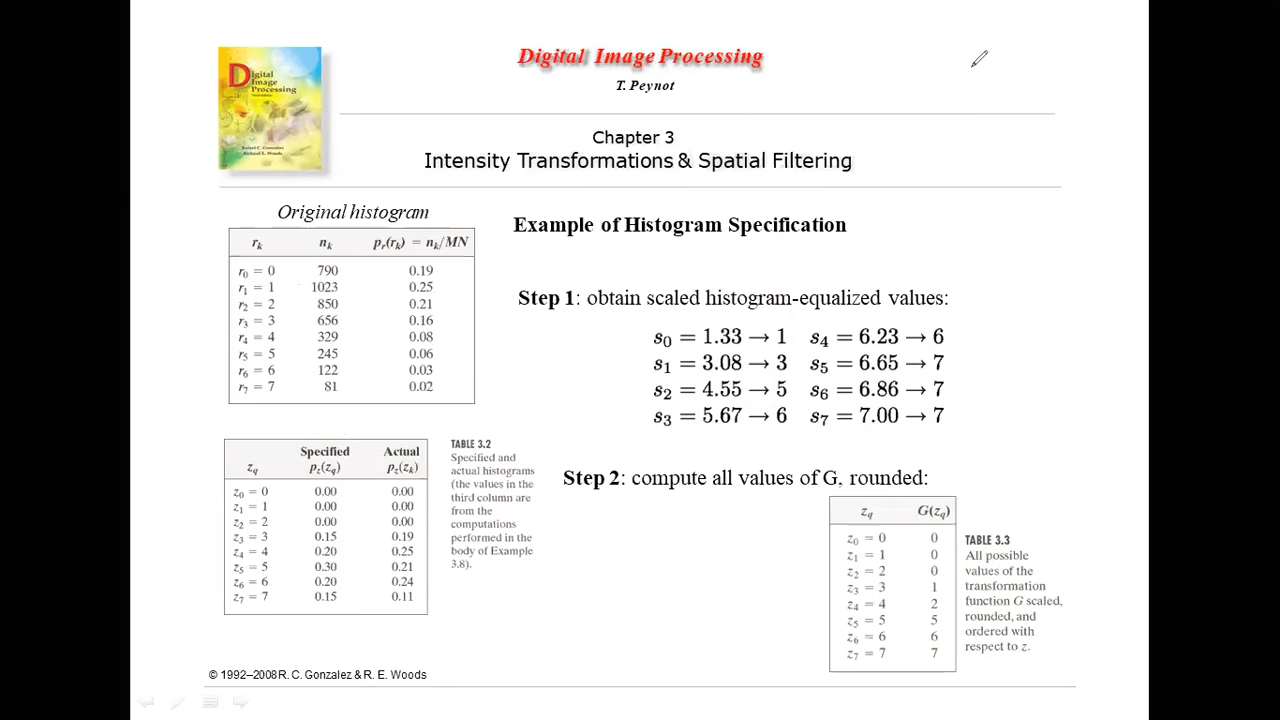 Digital Image Processing
T. Peynot
Digital
Image
Processing
Rafael C. Gonzalez
Richard E. Woods
Chapter 3
Intensity Transformations & Spatial Filtering
Original histogram
r_k n_k p_r(r_k) = n_k/MN
r_0 = 0 790 0.19
r_1 = 1 1023 0.25
r_2 = 2 850 0.21
r_3 = 3 656 0.16
r_4 = 4 329 0.08
r_5 = 5 245 0.06
r_6 = 6 122 0.03
r_7 = 7 81 0.02
Example of Histogram Specification
Step 1: obtain scaled histogram-equalized values:
s_0 = 1.33 → 1 s_4 = 6.23 → 6
s_1 = 3.08 → 3 s_5 = 6.65 → 7
s_2 = 4.55 → 5 s_6 = 6.86 → 7
s_3 = 5.67 → 6 s_7 = 7.00 → 7
Specified Actual
z_q p_z(z_q) p_z(z_k)
z_0 = 0 0.00 0.00
z_1 = 1 0.00 0.00
z_2 = 2 0.00 0.00
z_3 = 3 0.15 0.19
z_4 = 4 0.20 0.25
z_5 = 5 0.30 0.21
z_6 = 6 0.20 0.24
z_7 = 7 0.15 0.11
TABLE 3.2
Specified and
actual histograms
(the values in the
third column are
from the
computations
performed in the
body of Example
3.8).
Step 2: compute all values of G, rounded:
z_q G(z_q)
z_0 = 0 0
z_1 = 1 0
z_2 = 2 0
z_3 = 3 1
z_4 = 4 2
z_5 = 5 5
z_6 = 6 6
z_7 = 7 7
TABLE 3.3
All possible
values of the
transformation
function G scaled,
rounded, and
ordered with
respect to z.
© 1992–2008 R. C. Gonzalez & R. E. Woods